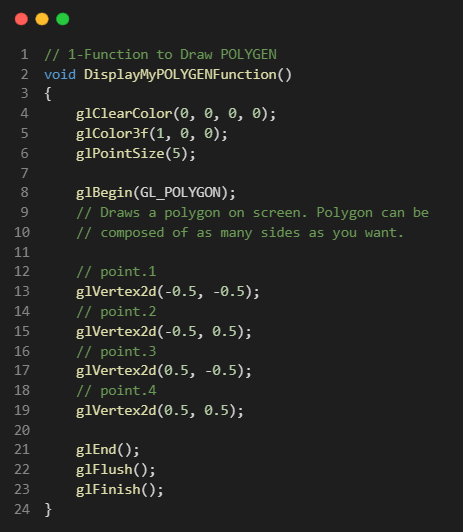 1 // 1-Function to Draw POLYGEN
2 void DisplayMyPOLYGENFunction()
3 {
4     glClearColor(0, 0, 0, 0);
5     glColor3f(1, 0, 0);
6     glPointSize(5);
7
8     glBegin(GL_POLYGON);
9     // Draws a polygon on screen. Polygon can be
10     // composed of as many sides as you want.
11
12     // point.1
13     glVertex2d(-0.5, -0.5);
14     // point.2
15     glVertex2d(-0.5, 0.5);
16     // point.3
17     glVertex2d(0.5, -0.5);
18     // point.4
19     glVertex2d(0.5, 0.5);
20
21     glEnd();
22     glFlush();
23     glFinish();
24 }